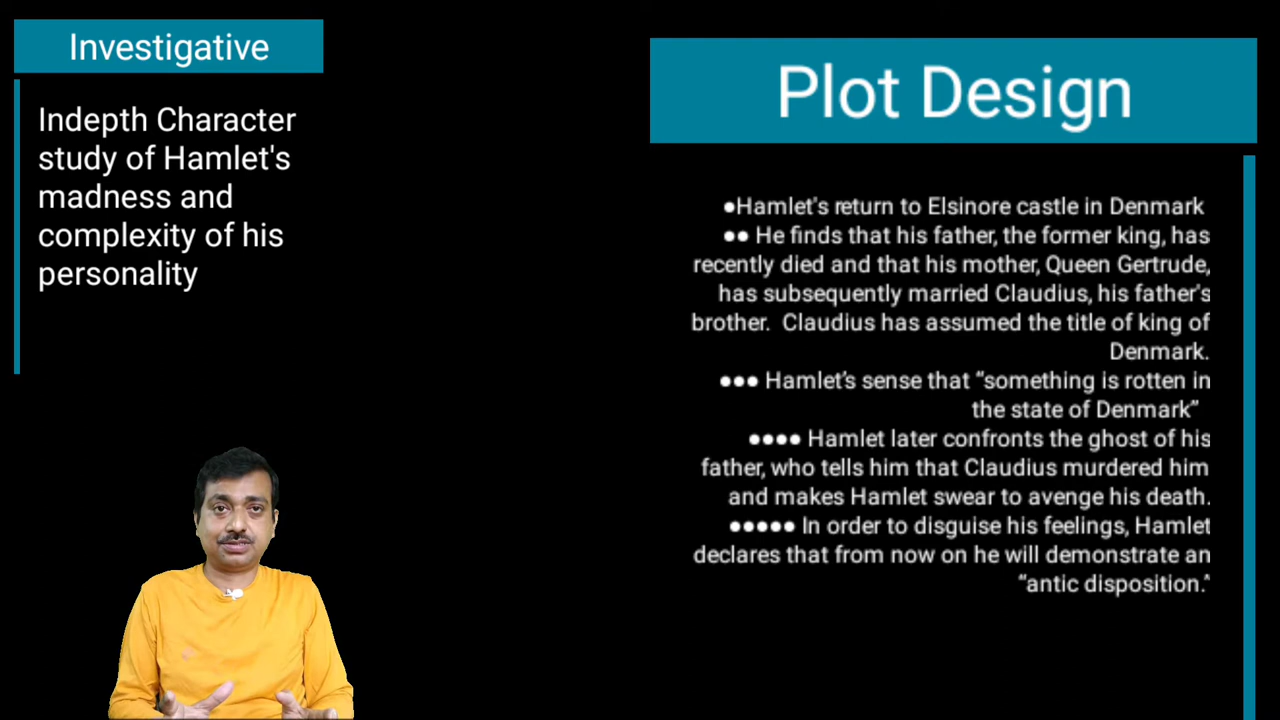 Investigative
Indepth Character
study of Hamlet's
madness and
complexity of his
personality
Plot Design
●Hamlet's return to Elsinore castle in Denmark
●● He finds that his father, the former king, has
recently died and that his mother, Queen Gertrude,
has subsequently married Claudius, his father's
brother.  Claudius has assumed the title of king of
Denmark.
●●● Hamlet’s sense that “something is rotten in
the state of Denmark”
●●●● Hamlet later confronts the ghost of his
father, who tells him that Claudius murdered him
and makes Hamlet swear to avenge his death.
●●●●● In order to disguise his feelings, Hamlet
declares that from now on he will demonstrate an
“antic disposition.”